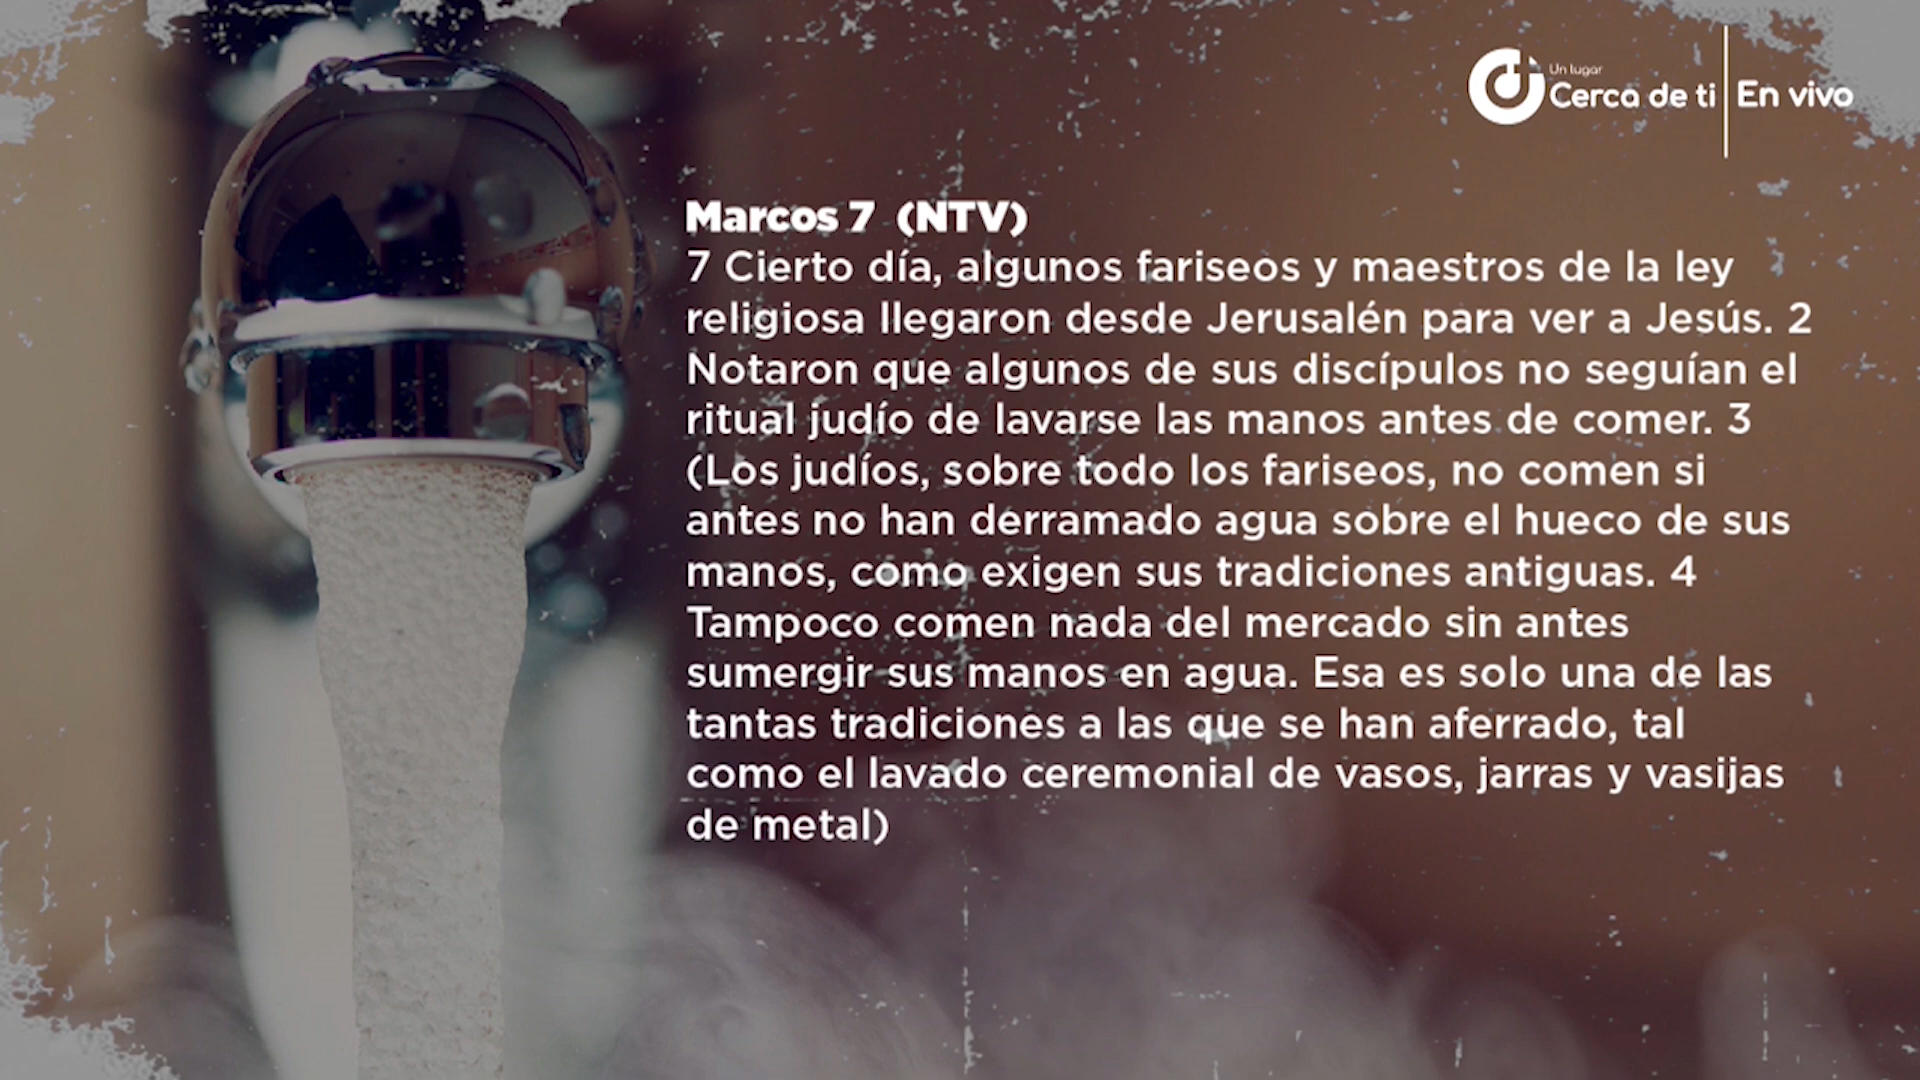 Un lugar
Cerca de ti | En vivo
Marcos 7 (NTV)
7 Cierto día, algunos fariseos y maestros de la ley
religiosa llegaron desde Jerusalén para ver a Jesús. 2
Notaron que algunos de sus discípulos no seguían el
ritual judío de lavarse las manos antes de comer. 3
(Los judíos, sobre todo los fariseos, no comen si
antes no han derramado agua sobre el hueco de sus
manos, como exigen sus tradiciones antiguas. 4
Tampoco comen nada del mercado sin antes
sumergir sus manos en agua. Esa es solo una de las
tantas tradiciones a las que se han aferrado, tal
como el lavado ceremonial de vasos, jarras y vasijas
de metal)